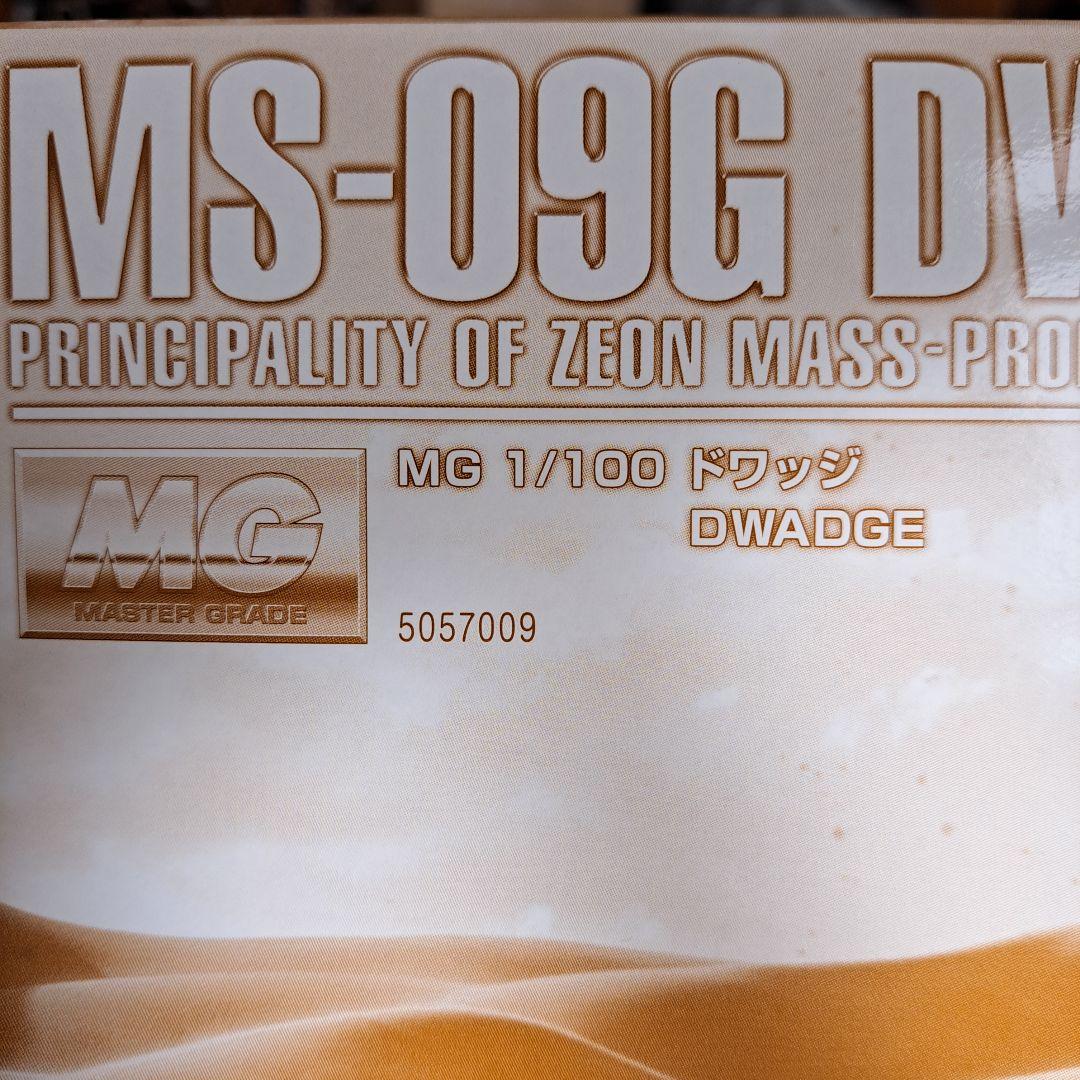 MS-09G DW
PRINCIPALITY OF ZEON MASS-PRO
MG
MASTER GRADE
MG 1/100 ドワッジ
DWADGE
5057009